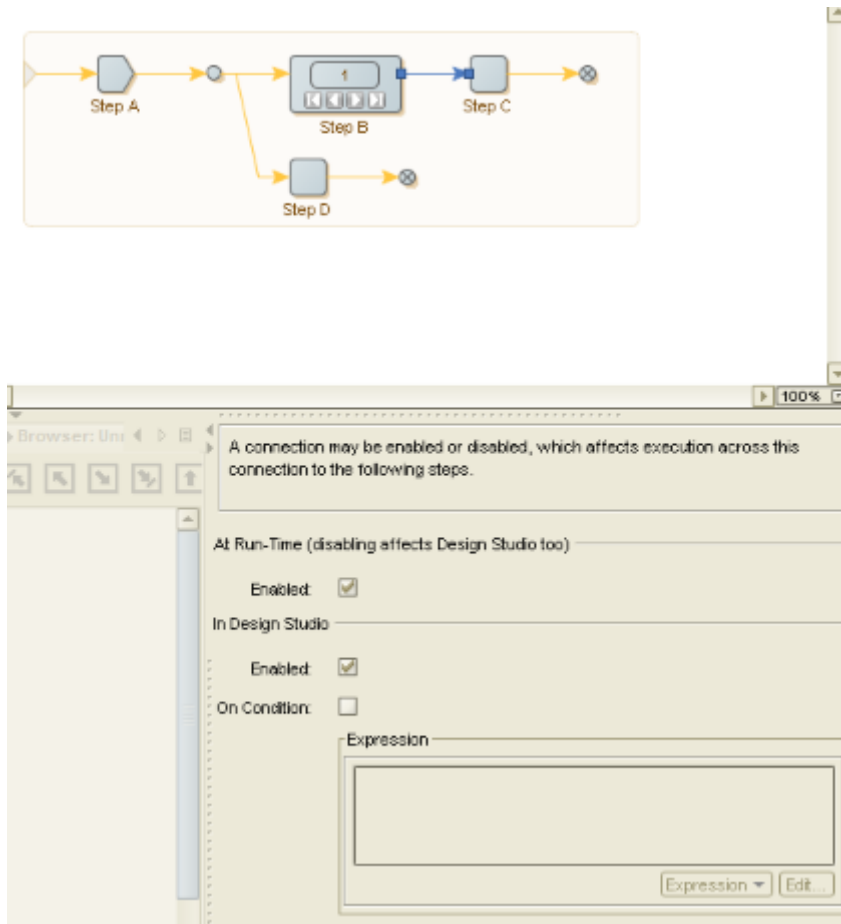 Step A
1
Step B
Step C
Step D
100%
Browser: Un
A connection may be enabled or disabled, which affects execution across this
connection to the following steps.
At Run-Time (disabling affects Design Studio too)
Enabled:
In Design Studio
Enabled:
On Condition:
Expression
Expression
Edit...